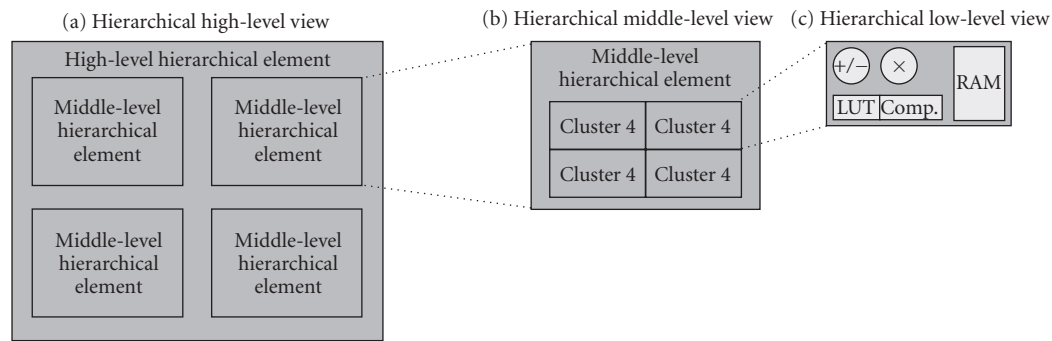 (a) Hierarchical high-level view
High-level hierarchical element
Middle-level
hierarchical
element
Middle-level
hierarchical
element
Middle-level
hierarchical
element
Middle-level
hierarchical
element
(b) Hierarchical middle-level view
Middle-level
hierarchical element
Cluster 4
Cluster 4
Cluster 4
Cluster 4
(c) Hierarchical low-level view
+/−
×
RAM
LUT
Comp.